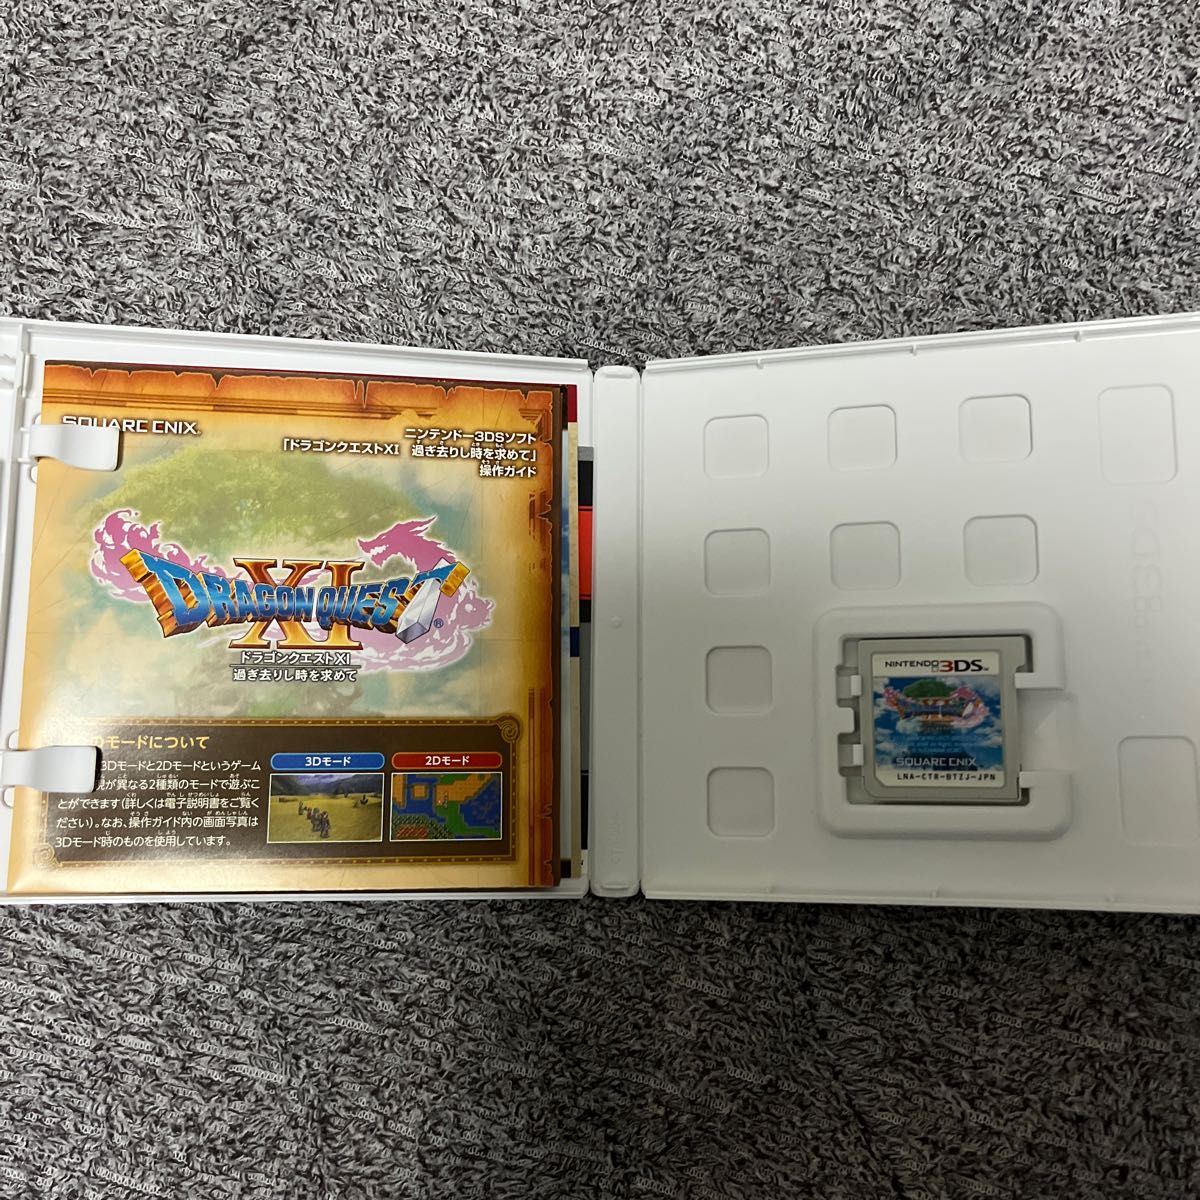 SQUARE ENIX.
ニンテンドー3DSソフト
「ドラゴンクエストXI 過ぎ去りし時を求めて」
操作ガイド
DRAGON QUEST
XI
ドラゴンクエストXI
過ぎ去りし時を求めて
のモードについて
3Dモードと2Dモードというゲーム
が異なる2種類のモードで遊ぶこ
とができます(詳しくは電子説明書をご覧く
ださい)。なお、操作ガイド内の画面写真は
3Dモード時のものを使用しています。
3Dモード
2Dモード
NINTENDO 3DS
XI
SQUARE ENIX
LNA-CTR-BTZJ-JPN